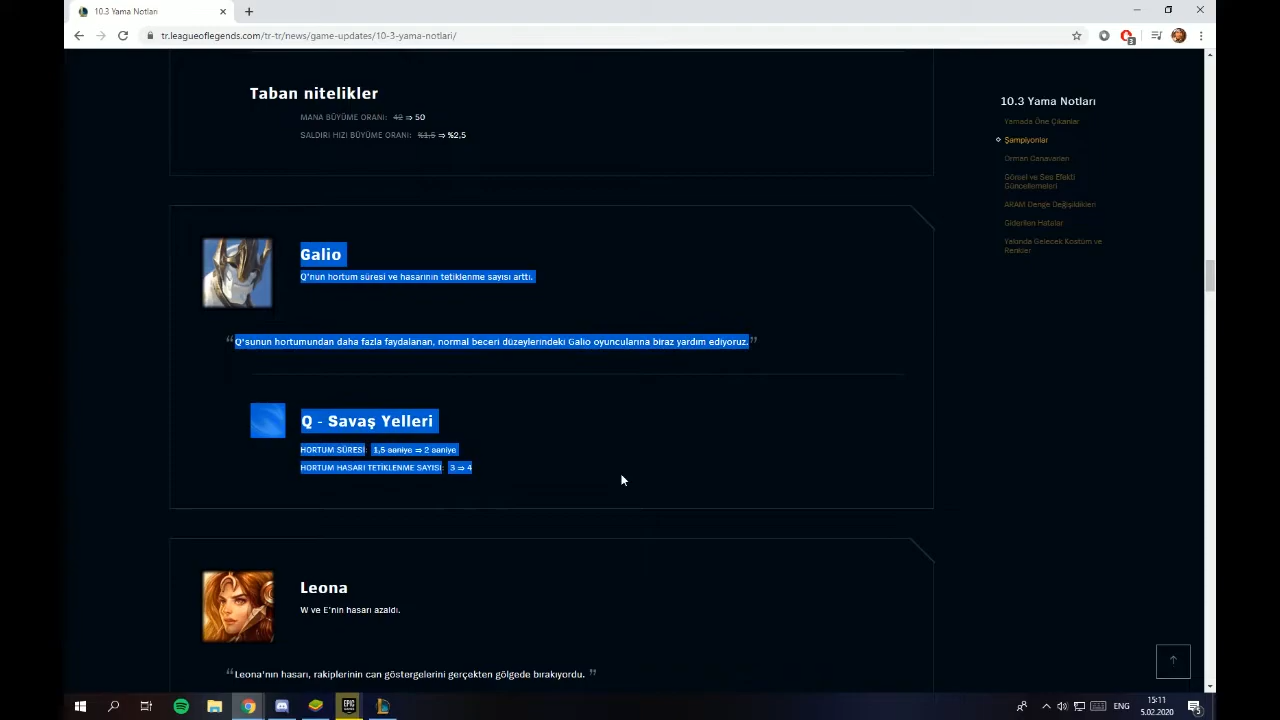 10.3 Yama Notları
tr.leagueoflegends.com/tr-tr/news/game-updates/10-3-yama-notlari/
Taban nitelikler
MANA BÜYÜME ORANI: 42 ⇒ 50
SALDIRI HIZI BÜYÜME ORANI: %1,5 ⇒ %2,5
Galio
Q'nun hortum süresi ve hasarının tetiklenme sayısı arttı.
“Q'sunun hortumundan daha fazla faydalanan, normal beceri düzeylerindeki Galio oyuncularına biraz yardım ediyoruz.”
Q - Savaş Yelleri
HORTUM SÜRESİ: 1,5 saniye ⇒ 2 saniye
HORTUM HASARI TETİKLENME SAYISI: 3 ⇒ 4
Leona
W ve E'nin hasarı azaldı.
“Leona'nın hasarı, rakiplerinin can göstergelerini gerçekten gölgede bırakıyordu. ”
10.3 Yama Notları
Yamada Öne Çıkanlar
Şampiyonlar
Orman Canavarları
Görsel ve Ses Efekti
Güncellemeleri
ARAM Denge Değişiklikleri
Giderilen Hatalar
Yakında Gelecek Kostüm ve
Renkler
EPIC
GAMES
ENG
15:11
5.02.2020